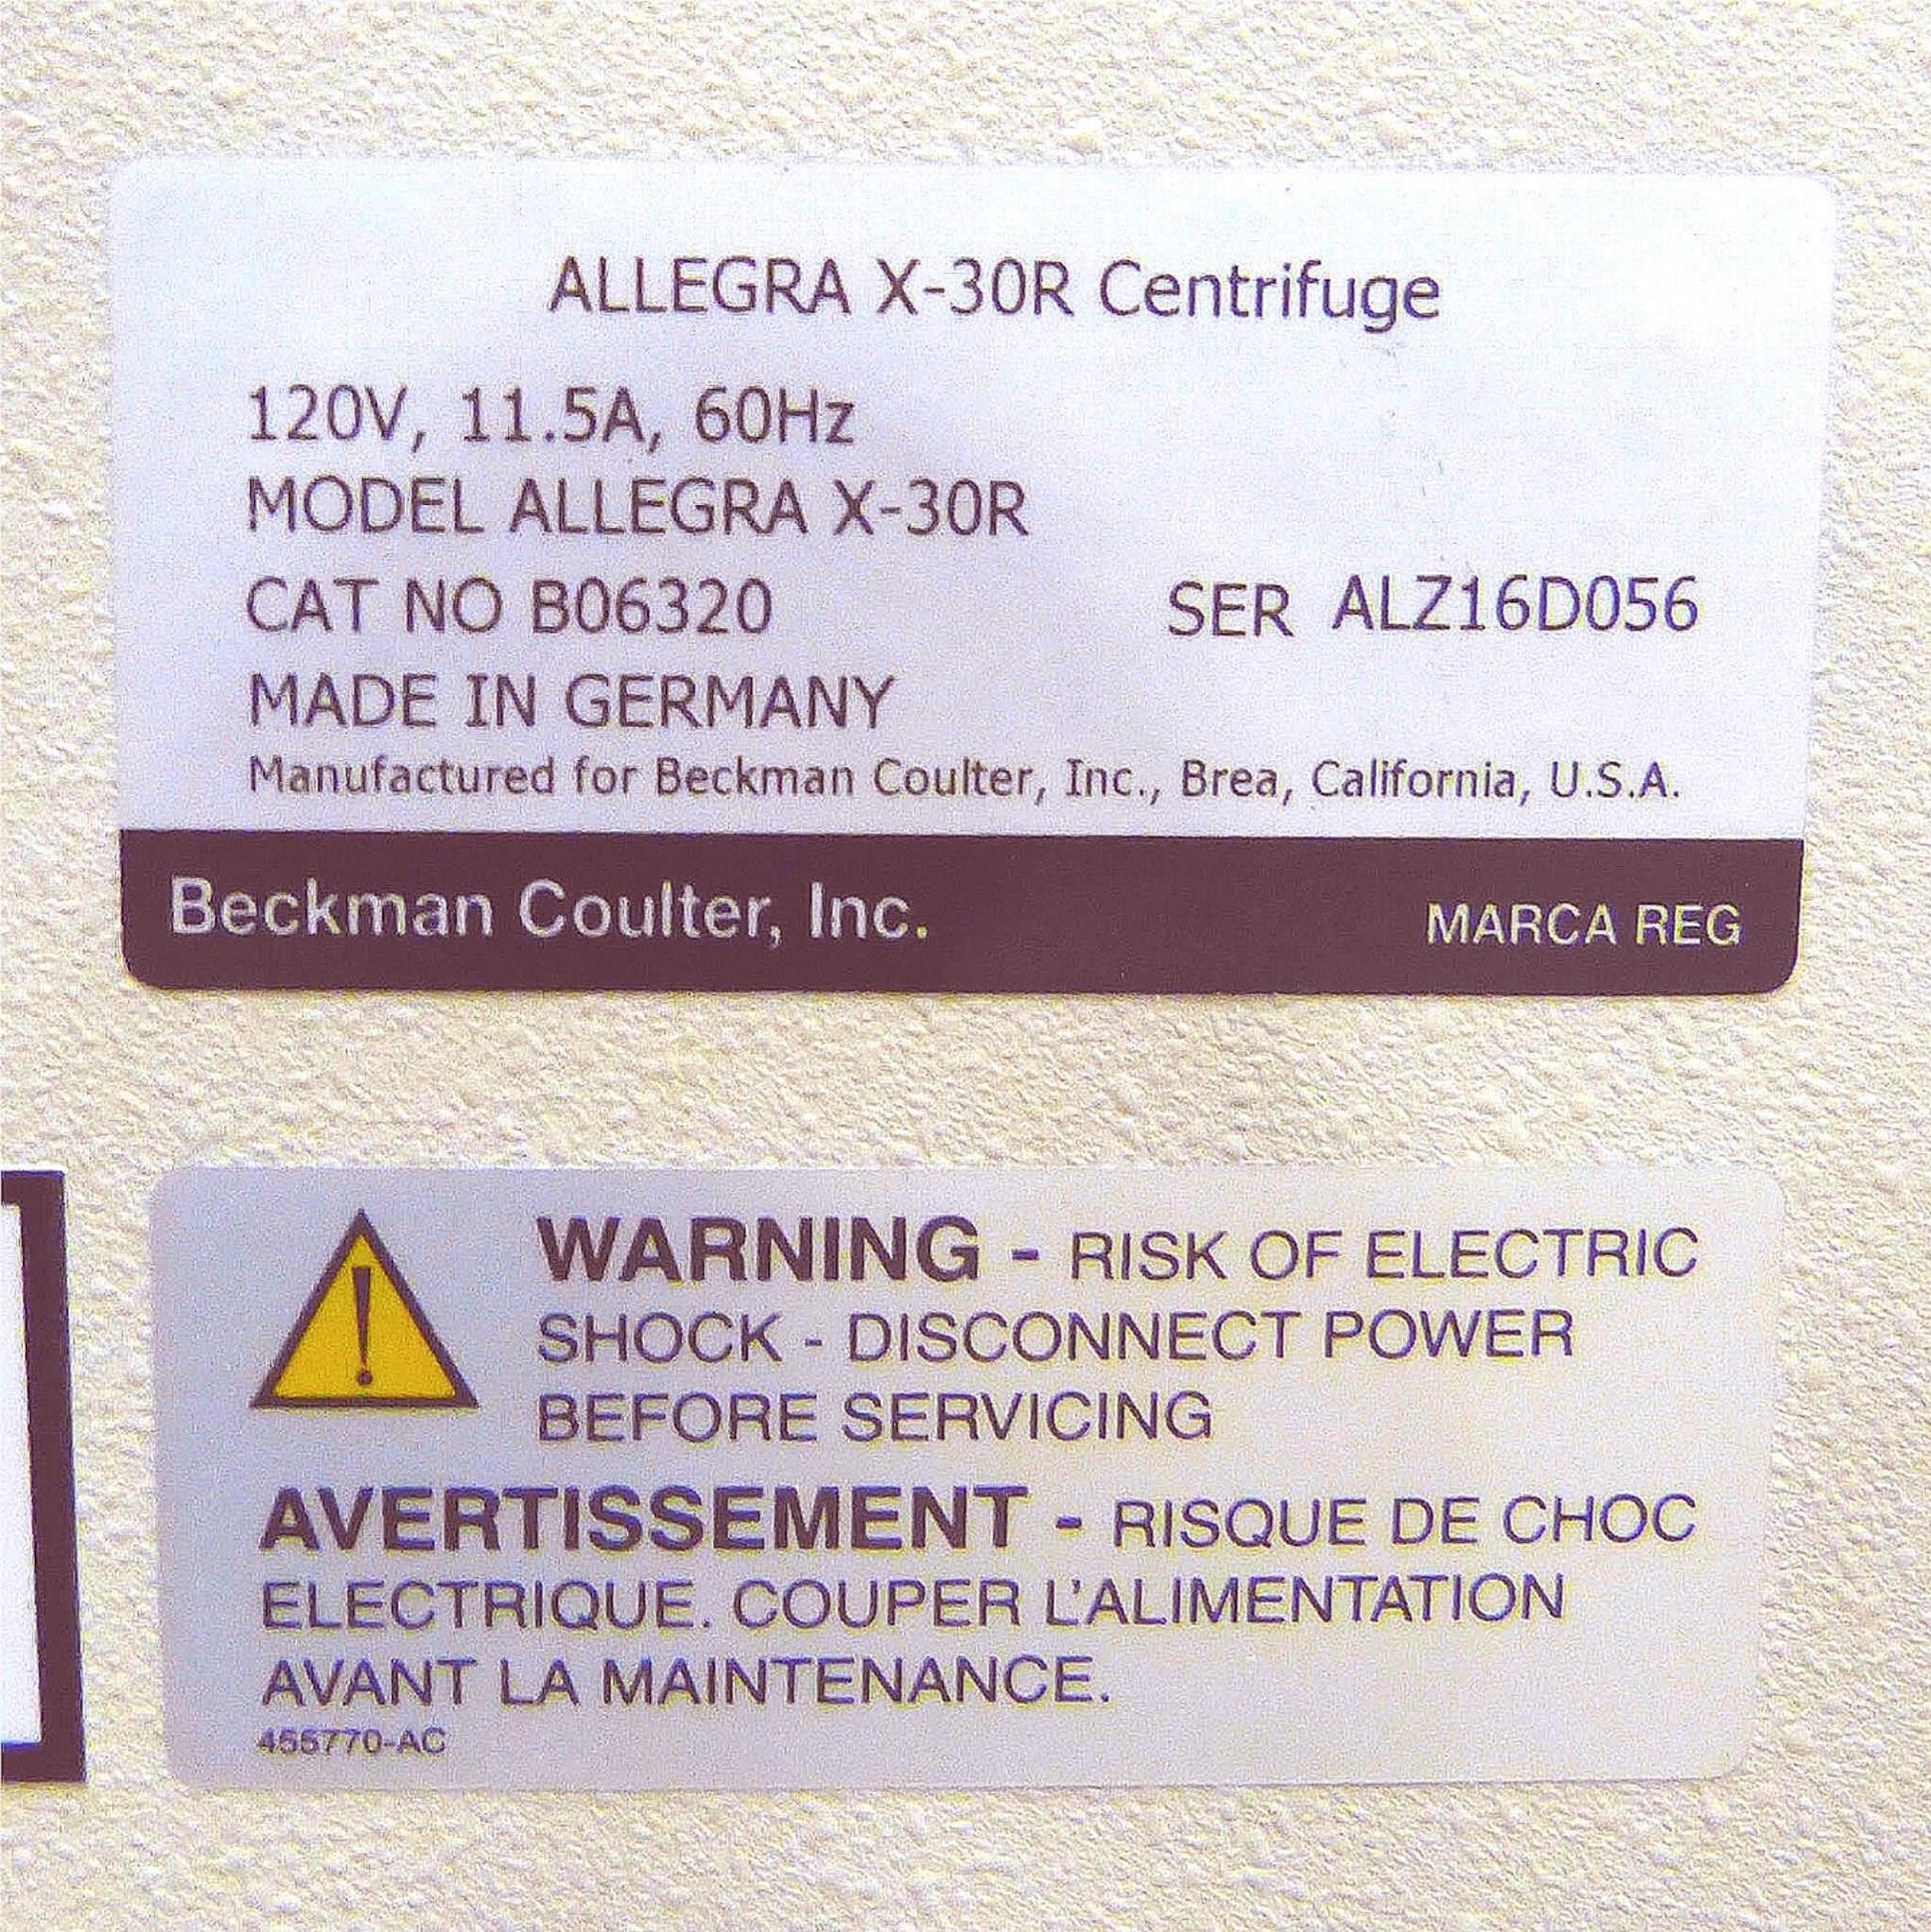 ALLEGRA X-30R Centrifuge
120V, 11.5A, 60Hz
MODEL ALLEGRA X-30R
CAT NO B06320 SER ALZ16D056
MADE IN GERMANY
Manufactured for Beckman Coulter, Inc., Brea, California, U.S.A.
Beckman Coulter, Inc. MARCA REG
WARNING - RISK OF ELECTRIC
SHOCK - DISCONNECT POWER
BEFORE SERVICING
AVERTISSEMENT - RISQUE DE CHOC
ELECTRIQUE. COUPER L'ALIMENTATION
AVANT LA MAINTENANCE.
455770-AC